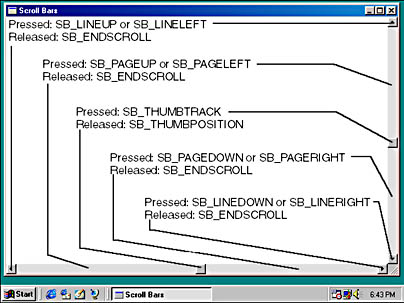 Scroll Bars
Pressed: SB_LINEUP or SB_LINELEFT
Released: SB_ENDSCROLL
Pressed: SB_PAGEUP or SB_PAGELEFT
Released: SB_ENDSCROLL
Pressed: SB_THUMBTRACK
Released: SB_THUMBPOSITION
Pressed: SB_PAGEDOWN or SB_PAGERIGHT
Released: SB_ENDSCROLL
Pressed: SB_LINEDOWN or SB_LINERIGHT
Released: SB_ENDSCROLL
Start
Scroll Bars
6:43 PM